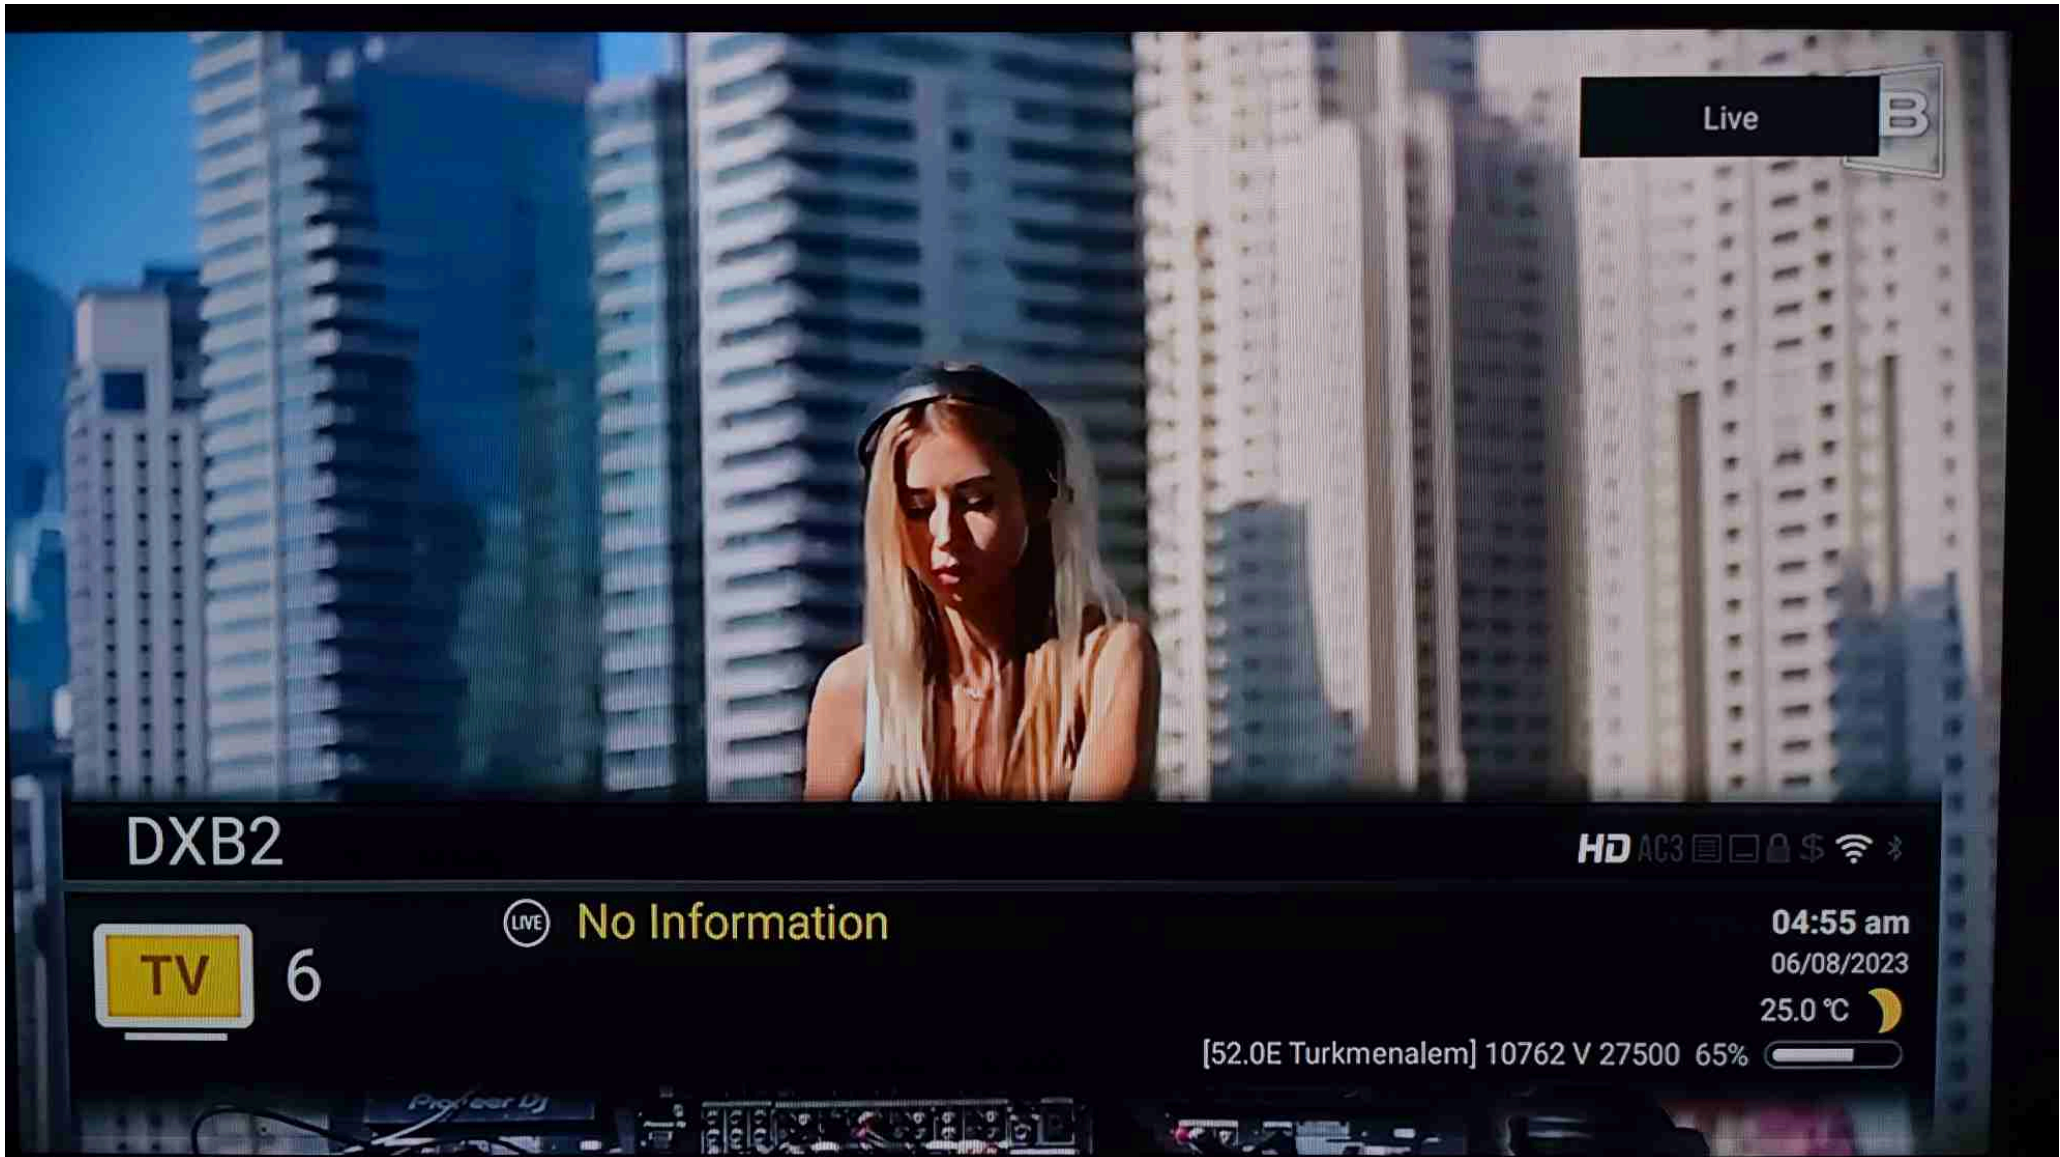 Live
B
DXB2
HD AC3 $
LIVE No Information
04:55 am
TV 6
06/08/2023
25.0 °C
[52.0E Turkmenalem] 10762 V 27500 65%
Pioneer DJ